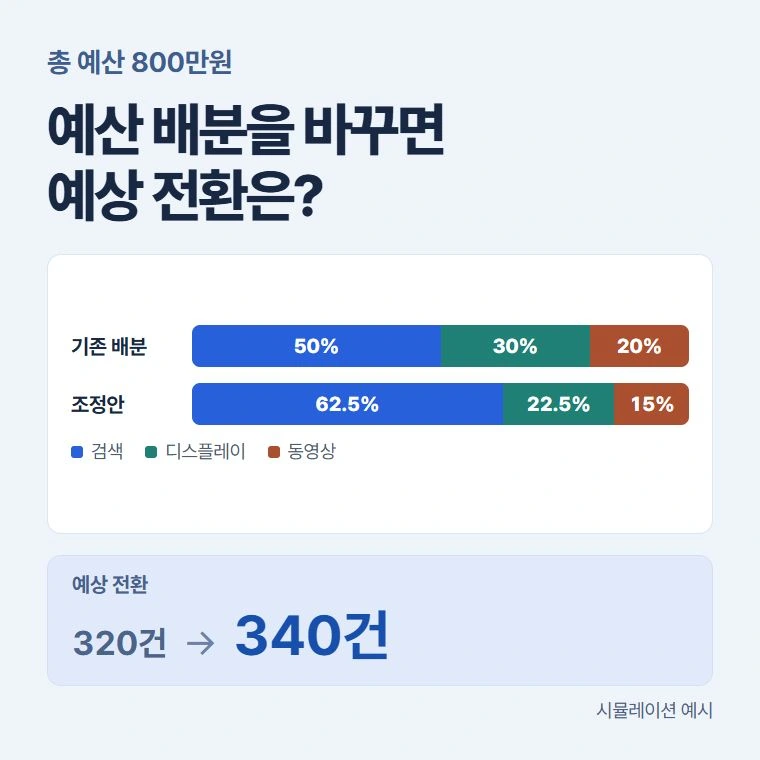 총 예산 800만원
예산 배분을 바꾸면
예상 전환은?
기존 배분 50% 30% 20%
조정안 62.5% 22.5% 15%
검색 디스플레이 동영상
예상 전환
320건 → 340건
시뮬레이션 예시